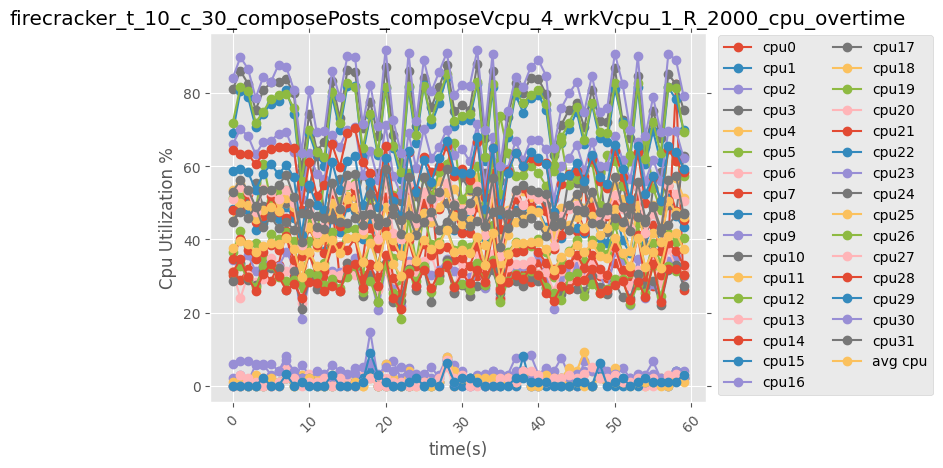 firecracker_t_10_c_30_composePosts_composeVcpu_4_wrkVcpu_1_R_2000_cpu_overtime
Cpu Utilization %
80
60
40
20
0
0 10 20 30 40 50 60
time(s)
cpu0
cpu1
cpu2
cpu3
cpu4
cpu5
cpu6
cpu7
cpu8
cpu9
cpu10
cpu11
cpu12
cpu13
cpu14
cpu15
cpu16
cpu17
cpu18
cpu19
cpu20
cpu21
cpu22
cpu23
cpu24
cpu25
cpu26
cpu27
cpu28
cpu29
cpu30
cpu31
avg cpu